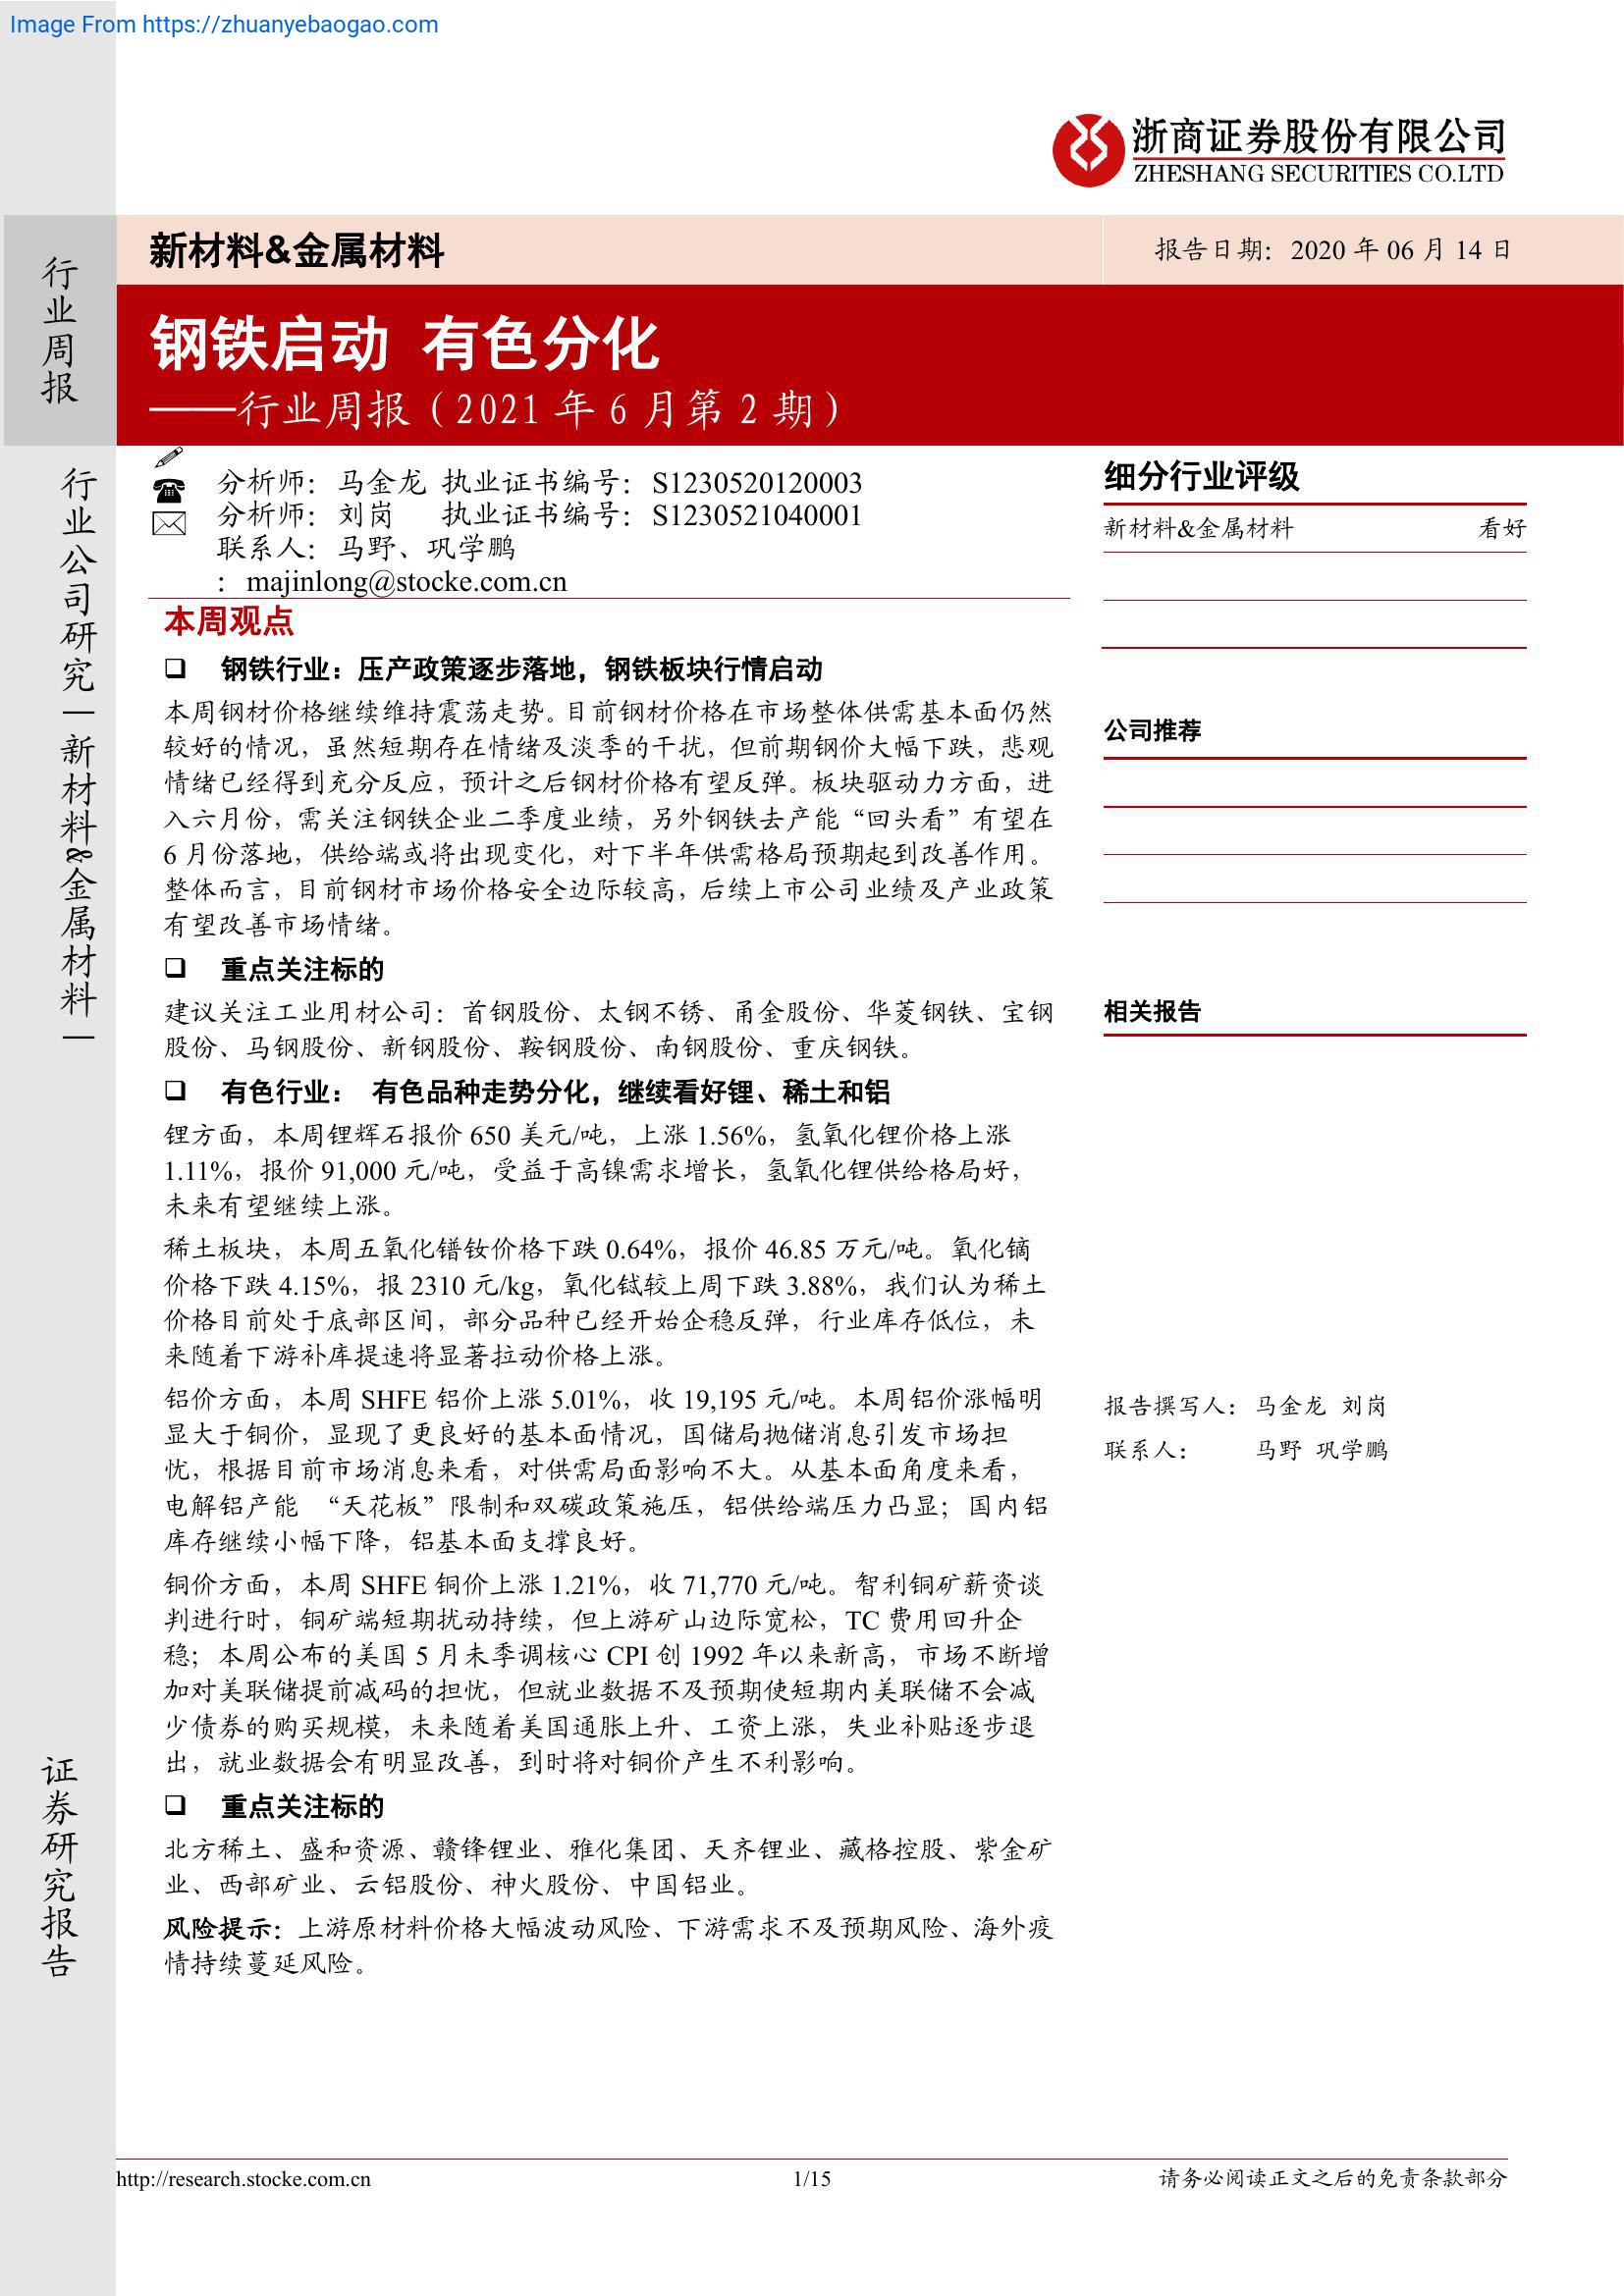 Image From https://zhuanyebaogao.com
浙商证券股份有限公司
ZHESHANG SECURITIES CO.LTD
行业周报
新材料&金属材料
报告日期：2020 年 06 月 14 日
钢铁启动 有色分化
——行业周报（2021 年 6 月第 2 期）
行业公司研究｜新材料&金属材料｜
分析师：马金龙 执业证书编号：S1230520120003
分析师：刘岗 执业证书编号：S1230521040001
联系人：马野、巩学鹏
：majinlong@stocke.com.cn
本周观点
❑ 钢铁行业：压产政策逐步落地，钢铁板块行情启动
本周钢材价格继续维持震荡走势。目前钢材价格在市场整体供需基本面仍然
较好的情况，虽然短期存在情绪及淡季的干扰，但前期钢价大幅下跌，悲观
情绪已经得到充分反应，预计之后钢材价格有望反弹。板块驱动力方面，进
入六月份，需关注钢铁企业二季度业绩，另外钢铁去产能“回头看”有望在
6 月份落地，供给端或将出现变化，对下半年供需格局预期起到改善作用。
整体而言，目前钢材市场价格安全边际较高，后续上市公司业绩及产业政策
有望改善市场情绪。
❑ 重点关注标的
建议关注工业用材公司：首钢股份、太钢不锈、甬金股份、华菱钢铁、宝钢
股份、马钢股份、新钢股份、鞍钢股份、南钢股份、重庆钢铁。
❑ 有色行业： 有色品种走势分化，继续看好锂、稀土和铝
锂方面，本周锂辉石报价 650 美元/吨，上涨 1.56%，氢氧化锂价格上涨
1.11%，报价 91,000 元/吨，受益于高镍需求增长，氢氧化锂供给格局好，
未来有望继续上涨。
稀土板块，本周五氧化镨钕价格下跌 0.64%，报价 46.85 万元/吨。氧化镝
价格下跌 4.15%，报 2310 元/kg，氧化铽较上周下跌 3.88%，我们认为稀土
价格目前处于底部区间，部分品种已经开始企稳反弹，行业库存低位，未
来随着下游补库提速将显著拉动价格上涨。
铝价方面，本周 SHFE 铝价上涨 5.01%，收 19,195 元/吨。本周铝价涨幅明
显大于铜价，显现了更良好的基本面情况，国储局抛储消息引发市场担
忧，根据目前市场消息来看，对供需局面影响不大。从基本面角度来看，
电解铝产能 “天花板”限制和双碳政策施压，铝供给端压力凸显；国内铝
库存继续小幅下降，铝基本面支撑良好。
铜价方面，本周 SHFE 铜价上涨 1.21%，收 71,770 元/吨。智利铜矿薪资谈
判进行时，铜矿端短期扰动持续，但上游矿山边际宽松，TC 费用回升企
稳；本周公布的美国 5 月未季调核心 CPI 创 1992 年以来新高，市场不断增
加对美联储提前减码的担忧，但就业数据不及预期使短期内美联储不会减
少债券的购买规模，未来随着美国通胀上升、工资上涨，失业补贴逐步退
出，就业数据会有明显改善，到时将对铜价产生不利影响。
❑ 重点关注标的
北方稀土、盛和资源、赣锋锂业、雅化集团、天齐锂业、藏格控股、紫金矿
业、西部矿业、云铝股份、神火股份、中国铝业。
风险提示：上游原材料价格大幅波动风险、下游需求不及预期风险、海外疫
情持续蔓延风险。
细分行业评级
新材料&金属材料 看好
公司推荐
相关报告
报告撰写人：马金龙 刘岗
联系人： 马野 巩学鹏
证券研究报告
http://research.stocke.com.cn
1/15
请务必阅读正文之后的免责条款部分